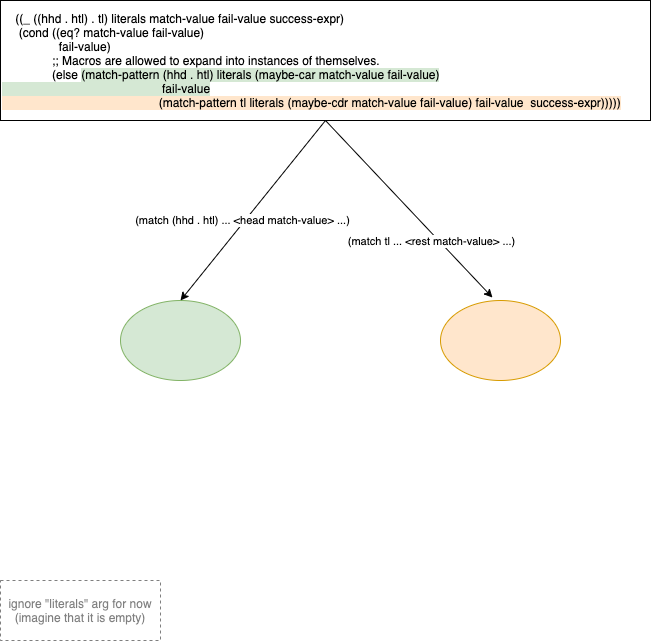 ((_ ((hhd . htl) . tl) literals match-value fail-value success-expr)
(cond ((eq? match-value fail-value)
fail-value)
;; Macros are allowed to expand into instances of themselves.
(else (match-pattern (hhd . htl) literals (maybe-car match-value fail-value)
fail-value
(match-pattern tl literals (maybe-cdr match-value fail-value) fail-value  success-expr)))))
(match (hhd . htl) ... <head match-value> ...)
(match tl ... <rest match-value> ...)
ignore "literals" arg for now
(imagine that it is empty)